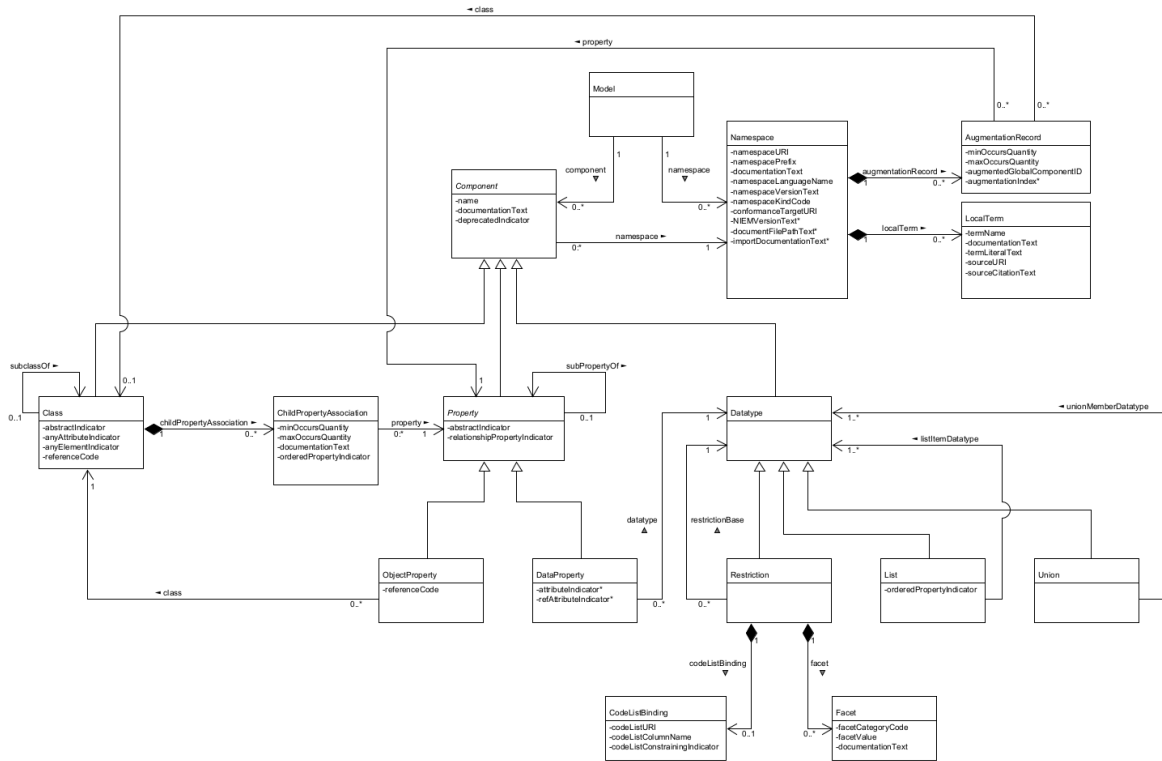 ◄ class
◄ property
Model
1
1
component
▼
namespace
▼
0..*
0..*
Component
-name
-documentationText
-deprecatedIndicator
0.*
namespace ►
1
Namespace
-namespaceURI
-namespacePrefix
-documentationText
-namespaceLanguageName
-namespaceVersionText
-namespaceKindCode
-conformanceTargetURI
-NIEMVersionText*
-documentFilePathText*
-importDocumentationText*
augmentationRecord ►
1
0..*
0..*
0..*
AugmentationRecord
-minOccursQuantity
-maxOccursQuantity
-augmentedGlobalComponentID
-augmentationIndex*
localTerm ►
1
0..*
LocalTerm
-termName
-documentationText
-termLiteralText
-sourceURI
-sourceCitationText
subclassOf ►
0..1
0..1
Class
-abstractIndicator
-anyAttributeIndicator
-anyElementIndicator
-referenceCode
1
childPropertyAssociation ►
1
0..*
ChildPropertyAssociation
-minOccursQuantity
-maxOccursQuantity
-documentationText
-orderedPropertyIndicator
property ►
0.*
1
1
subPropertyOf ►
0..1
Property
-abstractIndicator
-relationshipPropertyIndicator
1
1
Datatype
1..*
1..*
◄ unionMemberDatatype
◄ listItemDatatype
datatype
▲
restrictionBase
▲
◄ class
0..*
ObjectProperty
-referenceCode
DataProperty
-attributeIndicator*
-refAttributeIndicator*
0..*
0..*
Restriction
List
-orderedPropertyIndicator
Union
1
1
codeListBinding
▼
facet
▼
CodeListBinding
-codeListURI
-codeListColumnName
-codeListConstrainingIndicator
0..1
0..*
Facet
-facetCategoryCode
-facetValue
-documentationText